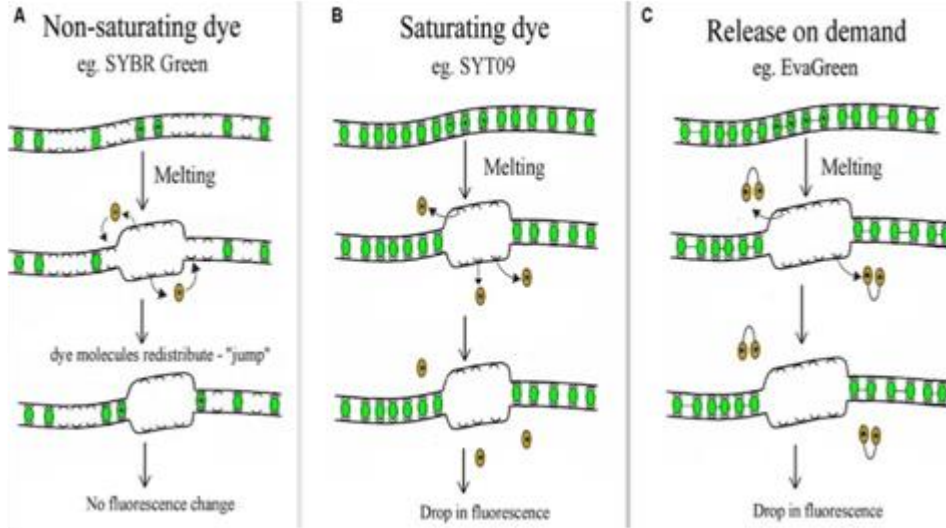 A
Non-saturating dye
eg. SYBR Green
Melting
dye molecules redistribute - "jump"
No fluorescence change
B
Saturating dye
eg. SYT09
Melting
Drop in fluorescence
C
Release on demand
eg. EvaGreen
Melting
Drop in fluorescence